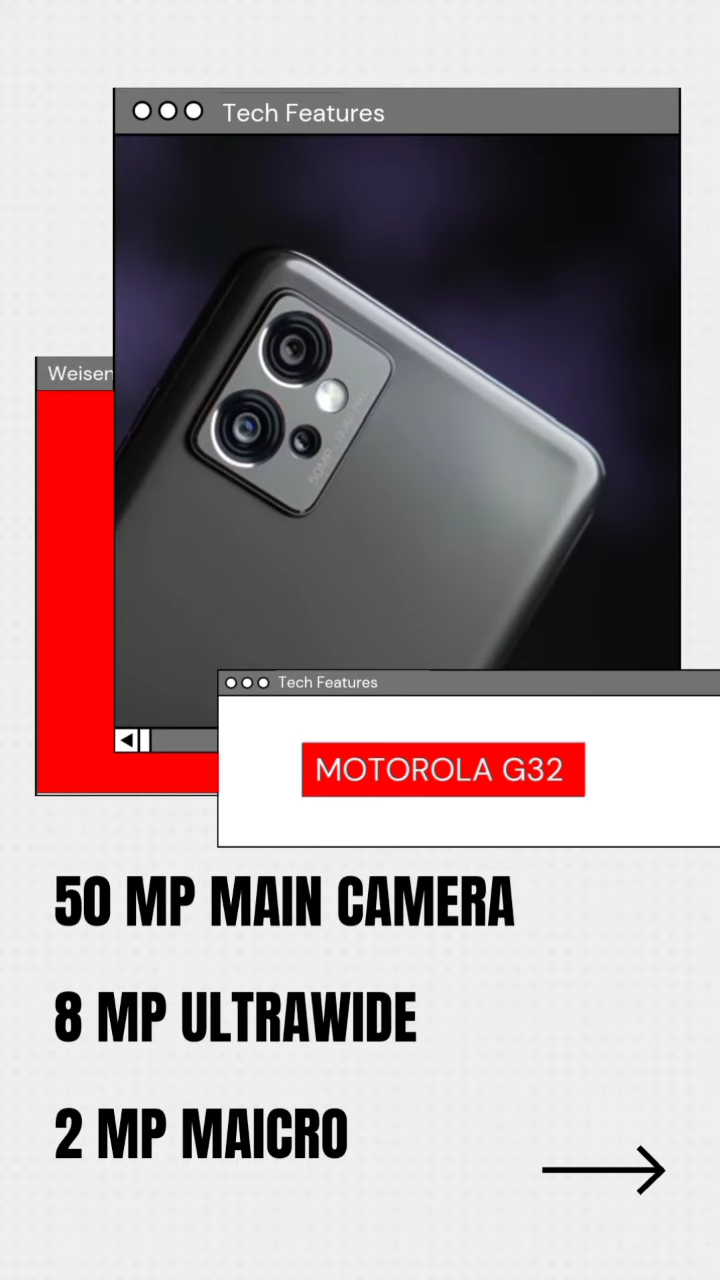 Tech Features
Weisen
50MP
Tech Features
MOTOROLA G32
50 MP MAIN CAMERA
8 MP ULTRAWIDE
2 MP MAICRO